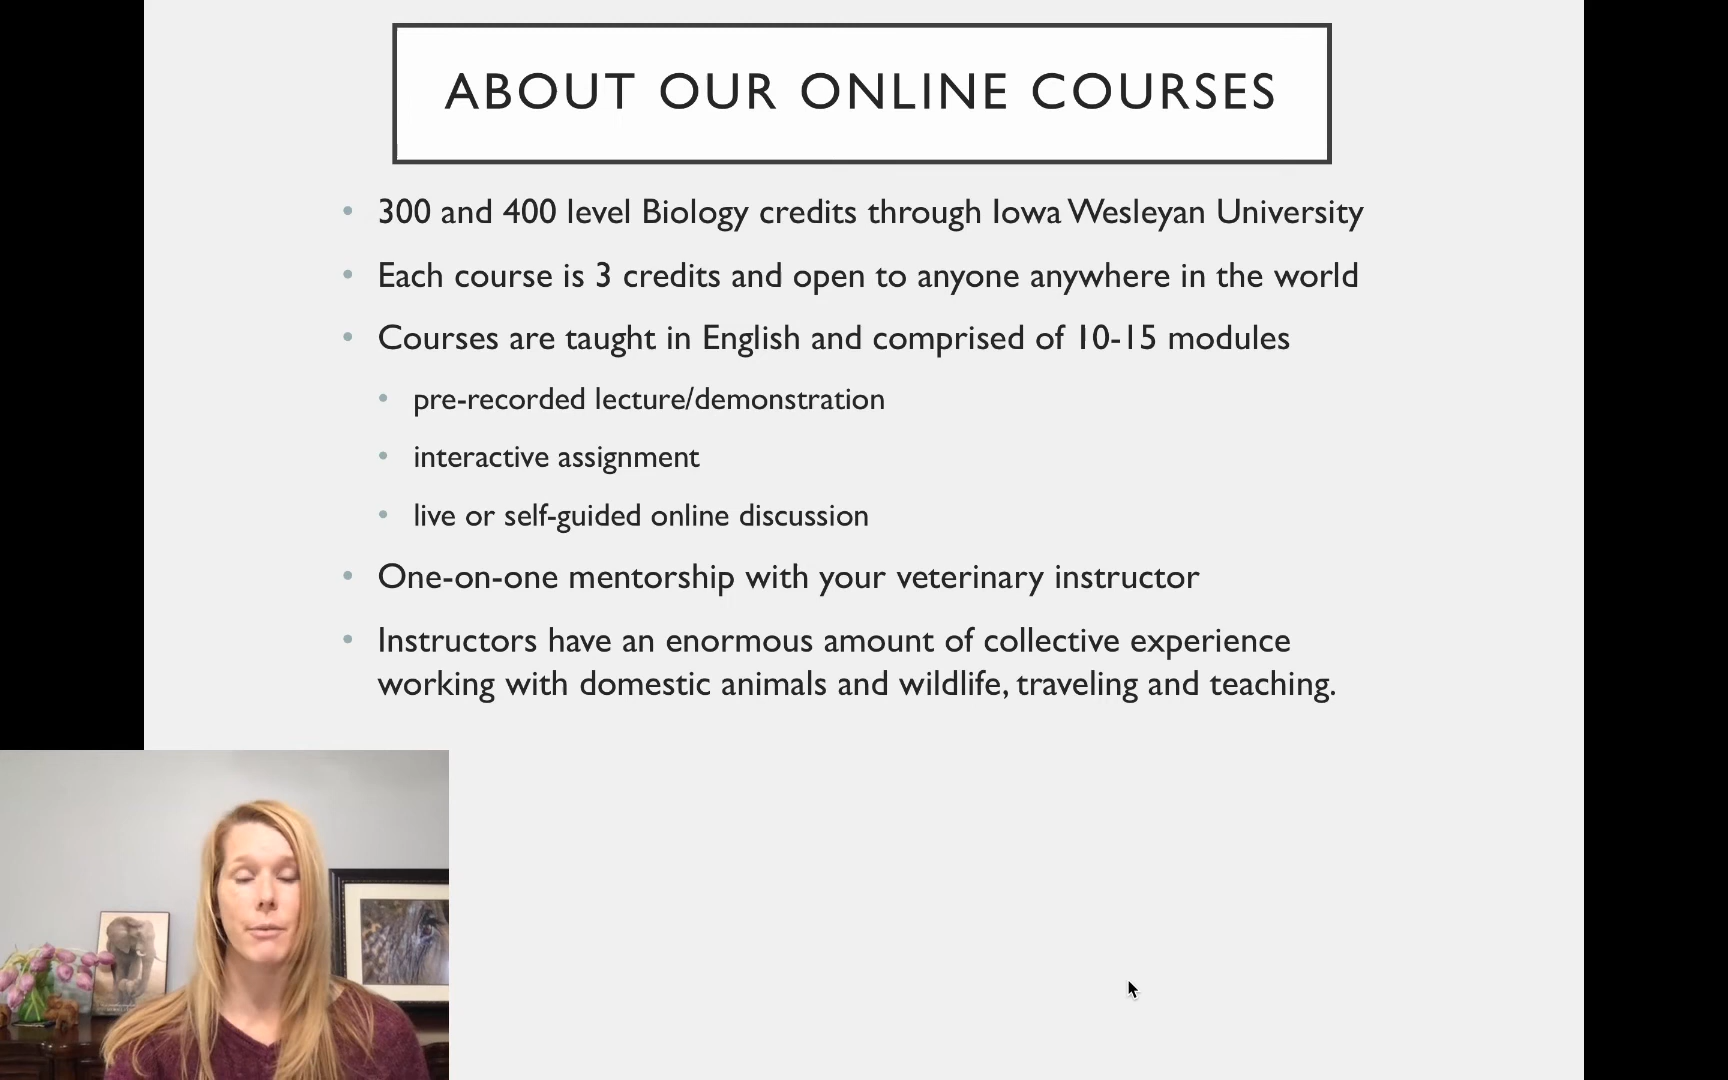 ABOUT OUR ONLINE COURSES
• 300 and 400 level Biology credits through Iowa Wesleyan University
• Each course is 3 credits and open to anyone anywhere in the world
• Courses are taught in English and comprised of 10-15 modules
• pre-recorded lecture/demonstration
• interactive assignment
• live or self-guided online discussion
• One-on-one mentorship with your veterinary instructor
• Instructors have an enormous amount of collective experience
working with domestic animals and wildlife, traveling and teaching.